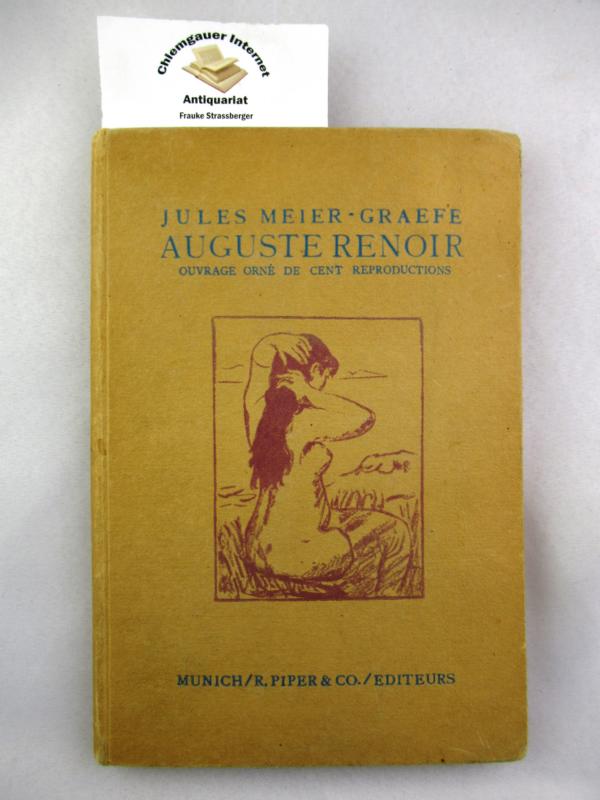 Chiemgauer Internet
Antiquariat
Frauke Strassberger
JULES MEIER-GRAEFE
AUGUSTE RENOIR
OUVRAGE ORNÉ DE CENT REPRODUCTIONS
MUNICH/R. PIPER & CO./EDITEURS